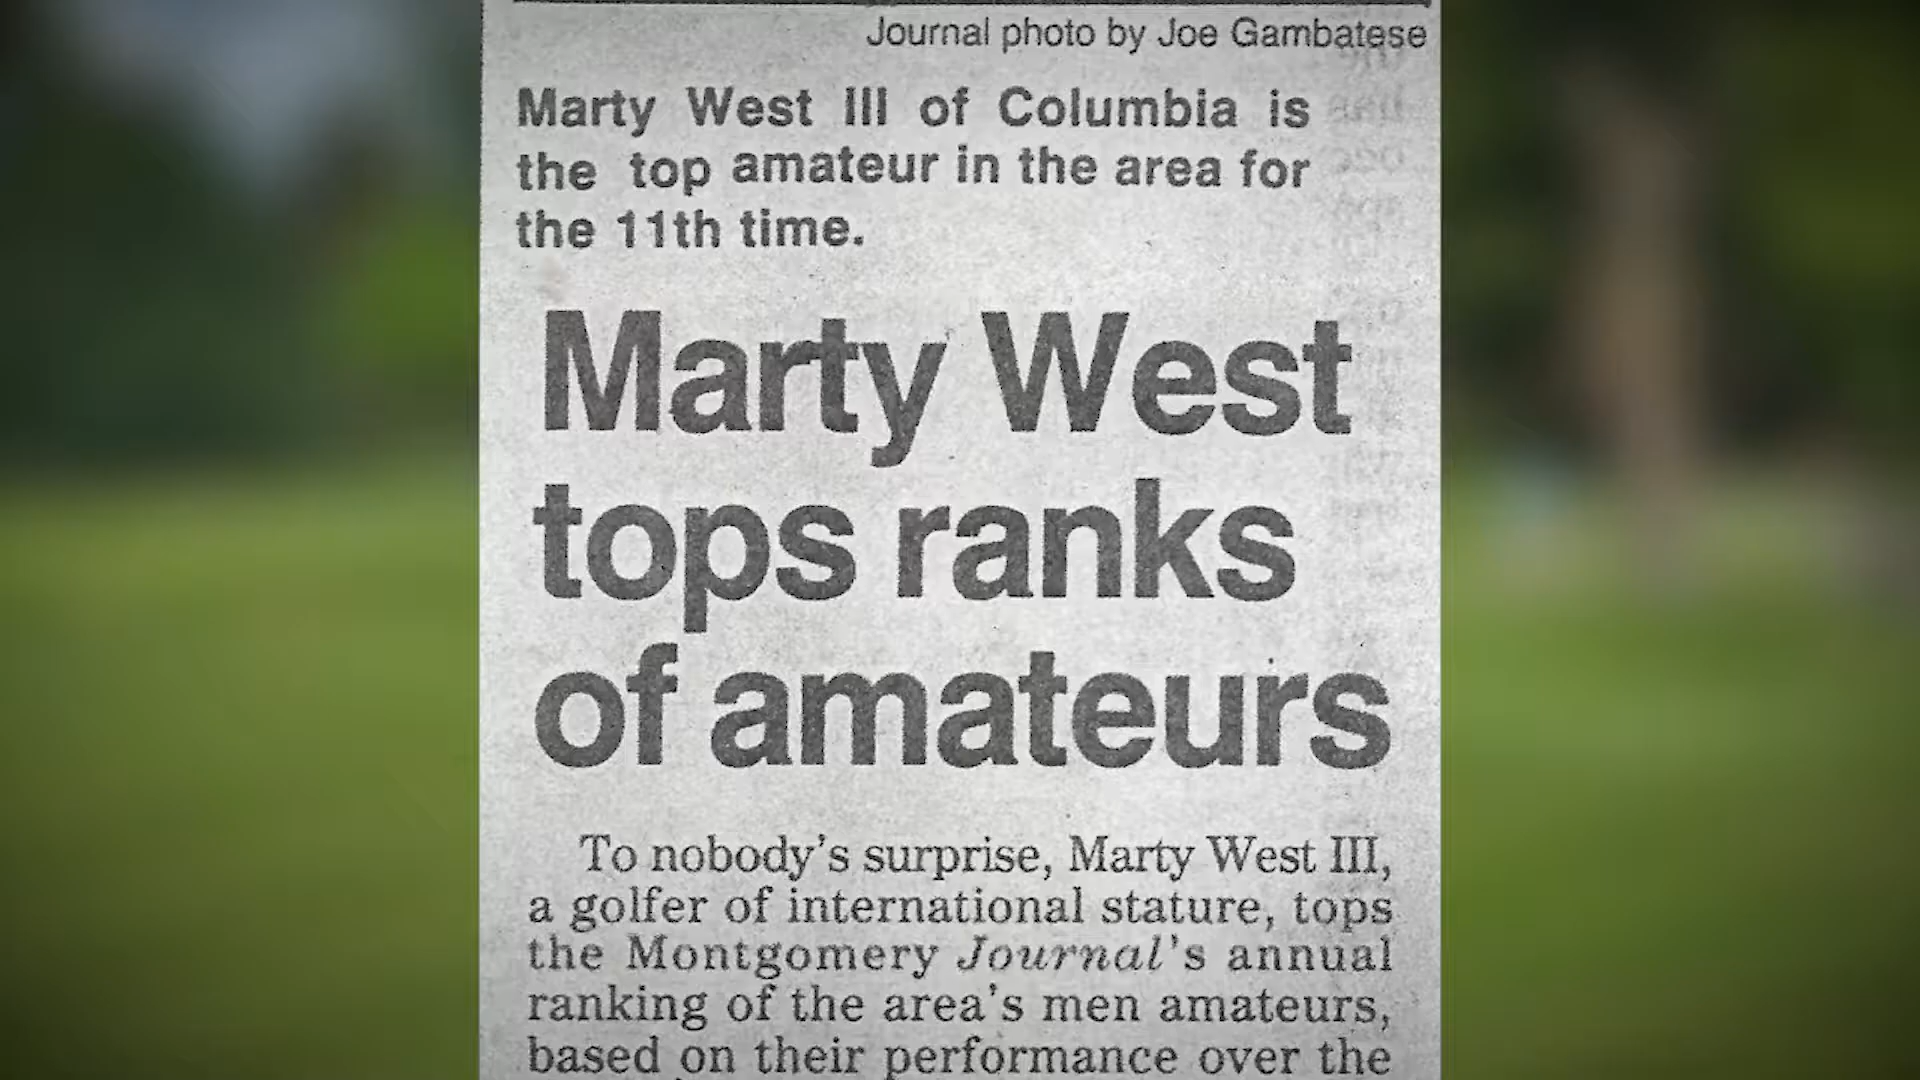 Journal photo by Joe Gambatese
Marty West III of Columbia is
the top amateur in the area for
the 11th time.
Marty West
tops ranks
of amateurs
To nobody's surprise, Marty West III,
a golfer of international stature, tops
the Montgomery Journal's annual
ranking of the area's men amateurs,
based on their performance over the